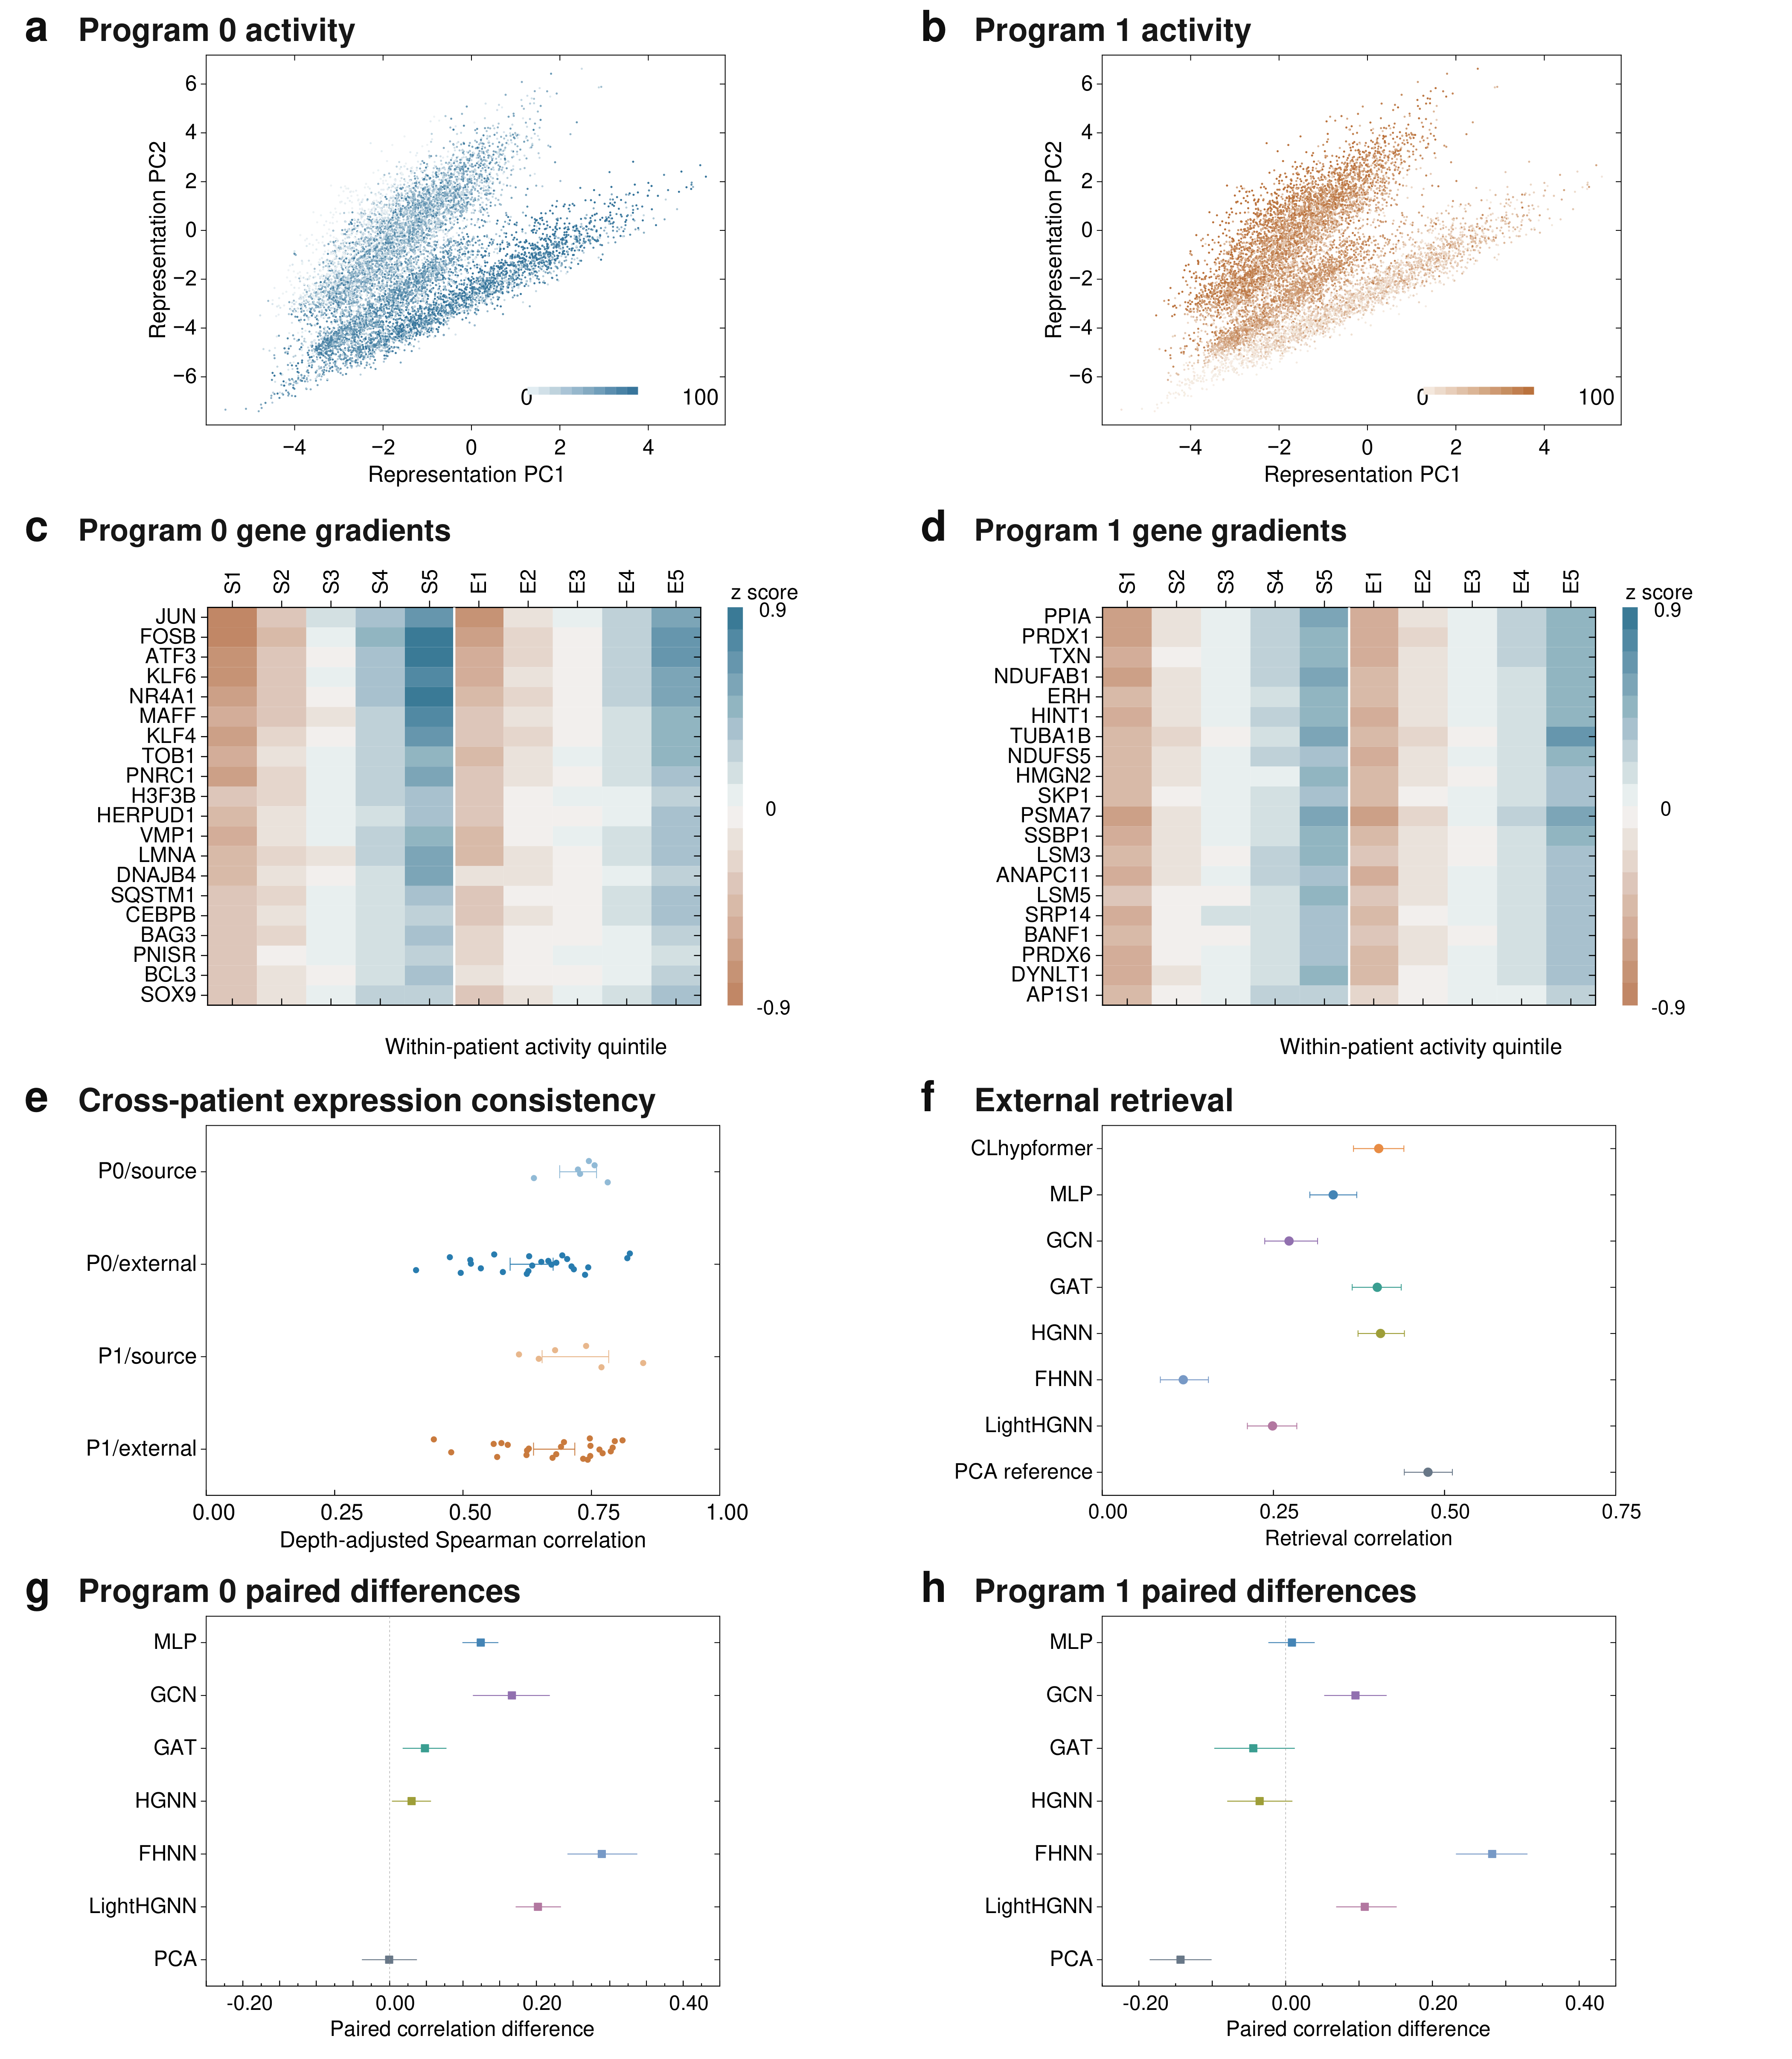 a Program 0 activity
6
4
2
0
−2
−4
−6
Representation PC2
0 100
−4 −2 0 2 4
Representation PC1
b Program 1 activity
6
4
2
0
−2
−4
−6
Representation PC2
0 100
−4 −2 0 2 4
Representation PC1
c Program 0 gene gradients
S1 S2 S3 S4 S5 E1 E2 E3 E4 E5
z score
0.9
0
-0.9
JUN
FOSB
ATF3
KLF6
NR4A1
MAFF
KLF4
TOB1
PNRC1
H3F3B
HERPUD1
VMP1
LMNA
DNAJB4
SQSTM1
CEBPB
BAG3
PNISR
BCL3
SOX9
Within-patient activity quintile
d Program 1 gene gradients
S1 S2 S3 S4 S5 E1 E2 E3 E4 E5
z score
0.9
0
-0.9
PPIA
PRDX1
TXN
NDUFAB1
ERH
HINT1
TUBA1B
NDUFS5
HMGN2
SKP1
PSMA7
SSBP1
LSM3
ANAPC11
LSM5
SRP14
BANF1
PRDX6
DYNLT1
AP1S1
Within-patient activity quintile
e Cross-patient expression consistency
P0/source
P0/external
P1/source
P1/external
0.00 0.25 0.50 0.75 1.00
Depth-adjusted Spearman correlation
f External retrieval
CLhypformer
MLP
GCN
GAT
HGNN
FHNN
LightHGNN
PCA reference
0.00 0.25 0.50 0.75
Retrieval correlation
g Program 0 paired differences
MLP
GCN
GAT
HGNN
FHNN
LightHGNN
PCA
-0.20 0.00 0.20 0.40
Paired correlation difference
h Program 1 paired differences
MLP
GCN
GAT
HGNN
FHNN
LightHGNN
PCA
-0.20 0.00 0.20 0.40
Paired correlation difference